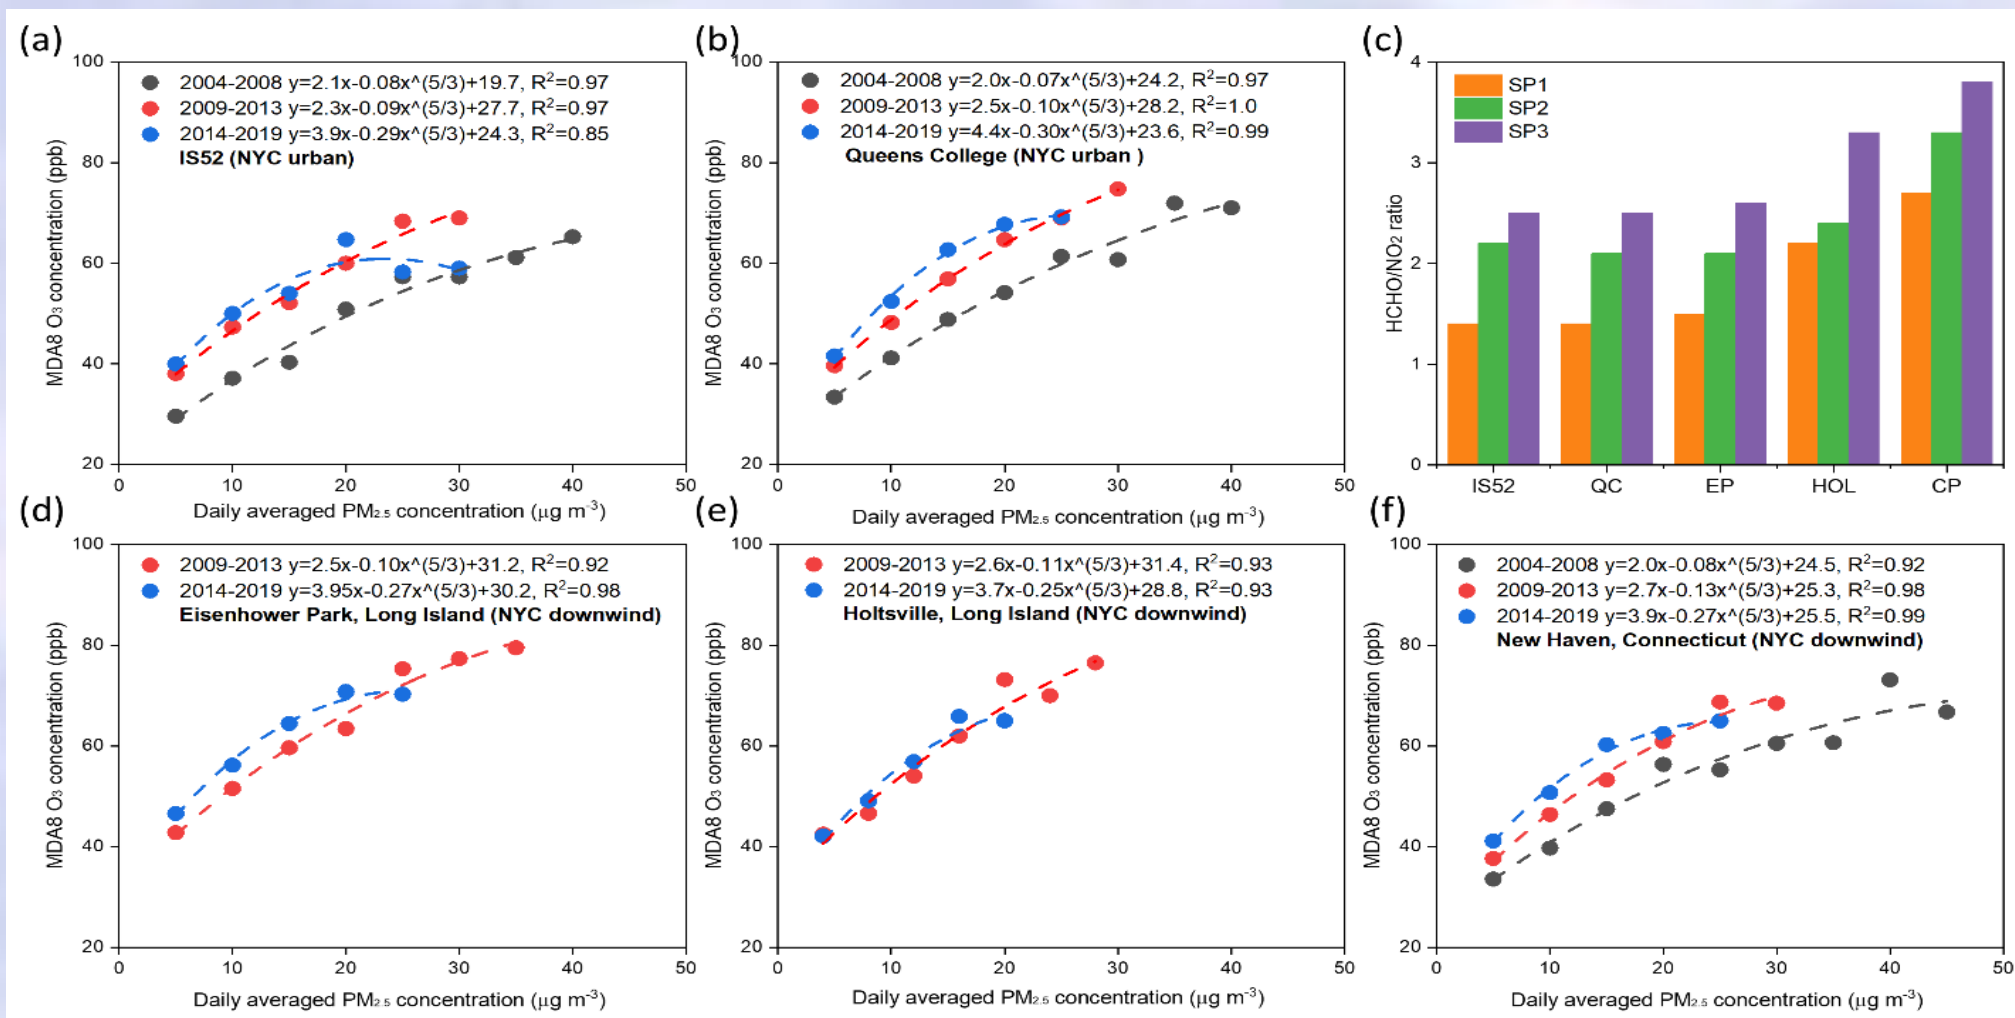 (a)
100
80
60
40
20
0
10
20
30
40
50
MDA8 O₃ concentration (ppb)
2004-2008 y=2.1x-0.08x^(5/3)+19.7, R²=0.97
2009-2013 y=2.3x-0.09x^(5/3)+27.7, R²=0.97
2014-2019 y=3.9x-0.29x^(5/3)+24.3, R²=0.85
IS52 (NYC urban)
Daily averaged PM₂.₅ concentration (μg m⁻³)
(b)
100
80
60
40
20
0
10
20
30
40
50
MDA8 O₃ concentration (ppb)
2004-2008 y=2.0x-0.07x^(5/3)+24.2, R²=0.97
2009-2013 y=2.5x-0.10x^(5/3)+28.2, R²=1.0
2014-2019 y=4.4x-0.30x^(5/3)+23.6, R²=0.99
Queens College (NYC urban )
Daily averaged PM₂.₅ concentration (μg m⁻³)
(c)
4
3
2
1
0
HCHO/NO₂ ratio
SP1
SP2
SP3
IS52
QC
EP
HOL
CP
(d)
100
80
60
40
20
0
10
20
30
40
50
MDA8 O₃ concentration (ppb)
2009-2013 y=2.5x-0.10x^(5/3)+31.2, R²=0.92
2014-2019 y=3.95x-0.27x^(5/3)+30.2, R²=0.98
Eisenhower Park, Long Island (NYC downwind)
Daily averaged PM₂.₅ concentration (μg m⁻³)
(e)
100
80
60
40
20
0
10
20
30
40
50
MDA8 O₃ concentration (ppb)
2009-2013 y=2.6x-0.11x^(5/3)+31.4, R²=0.93
2014-2019 y=3.7x-0.25x^(5/3)+28.8, R²=0.93
Holtsville, Long Island (NYC downwind)
Daily averaged PM₂.₅ concentration (μg m⁻³)
(f)
100
80
60
40
20
0
10
20
30
40
50
MDA8 O₃ concentration (ppb)
2004-2008 y=2.0x-0.08x^(5/3)+24.5, R²=0.92
2009-2013 y=2.7x-0.13x^(5/3)+25.3, R²=0.98
2014-2019 y=3.9x-0.27x^(5/3)+25.5, R²=0.99
New Haven, Connecticut (NYC downwind)
Daily averaged PM₂.₅ concentration (μg m⁻³)